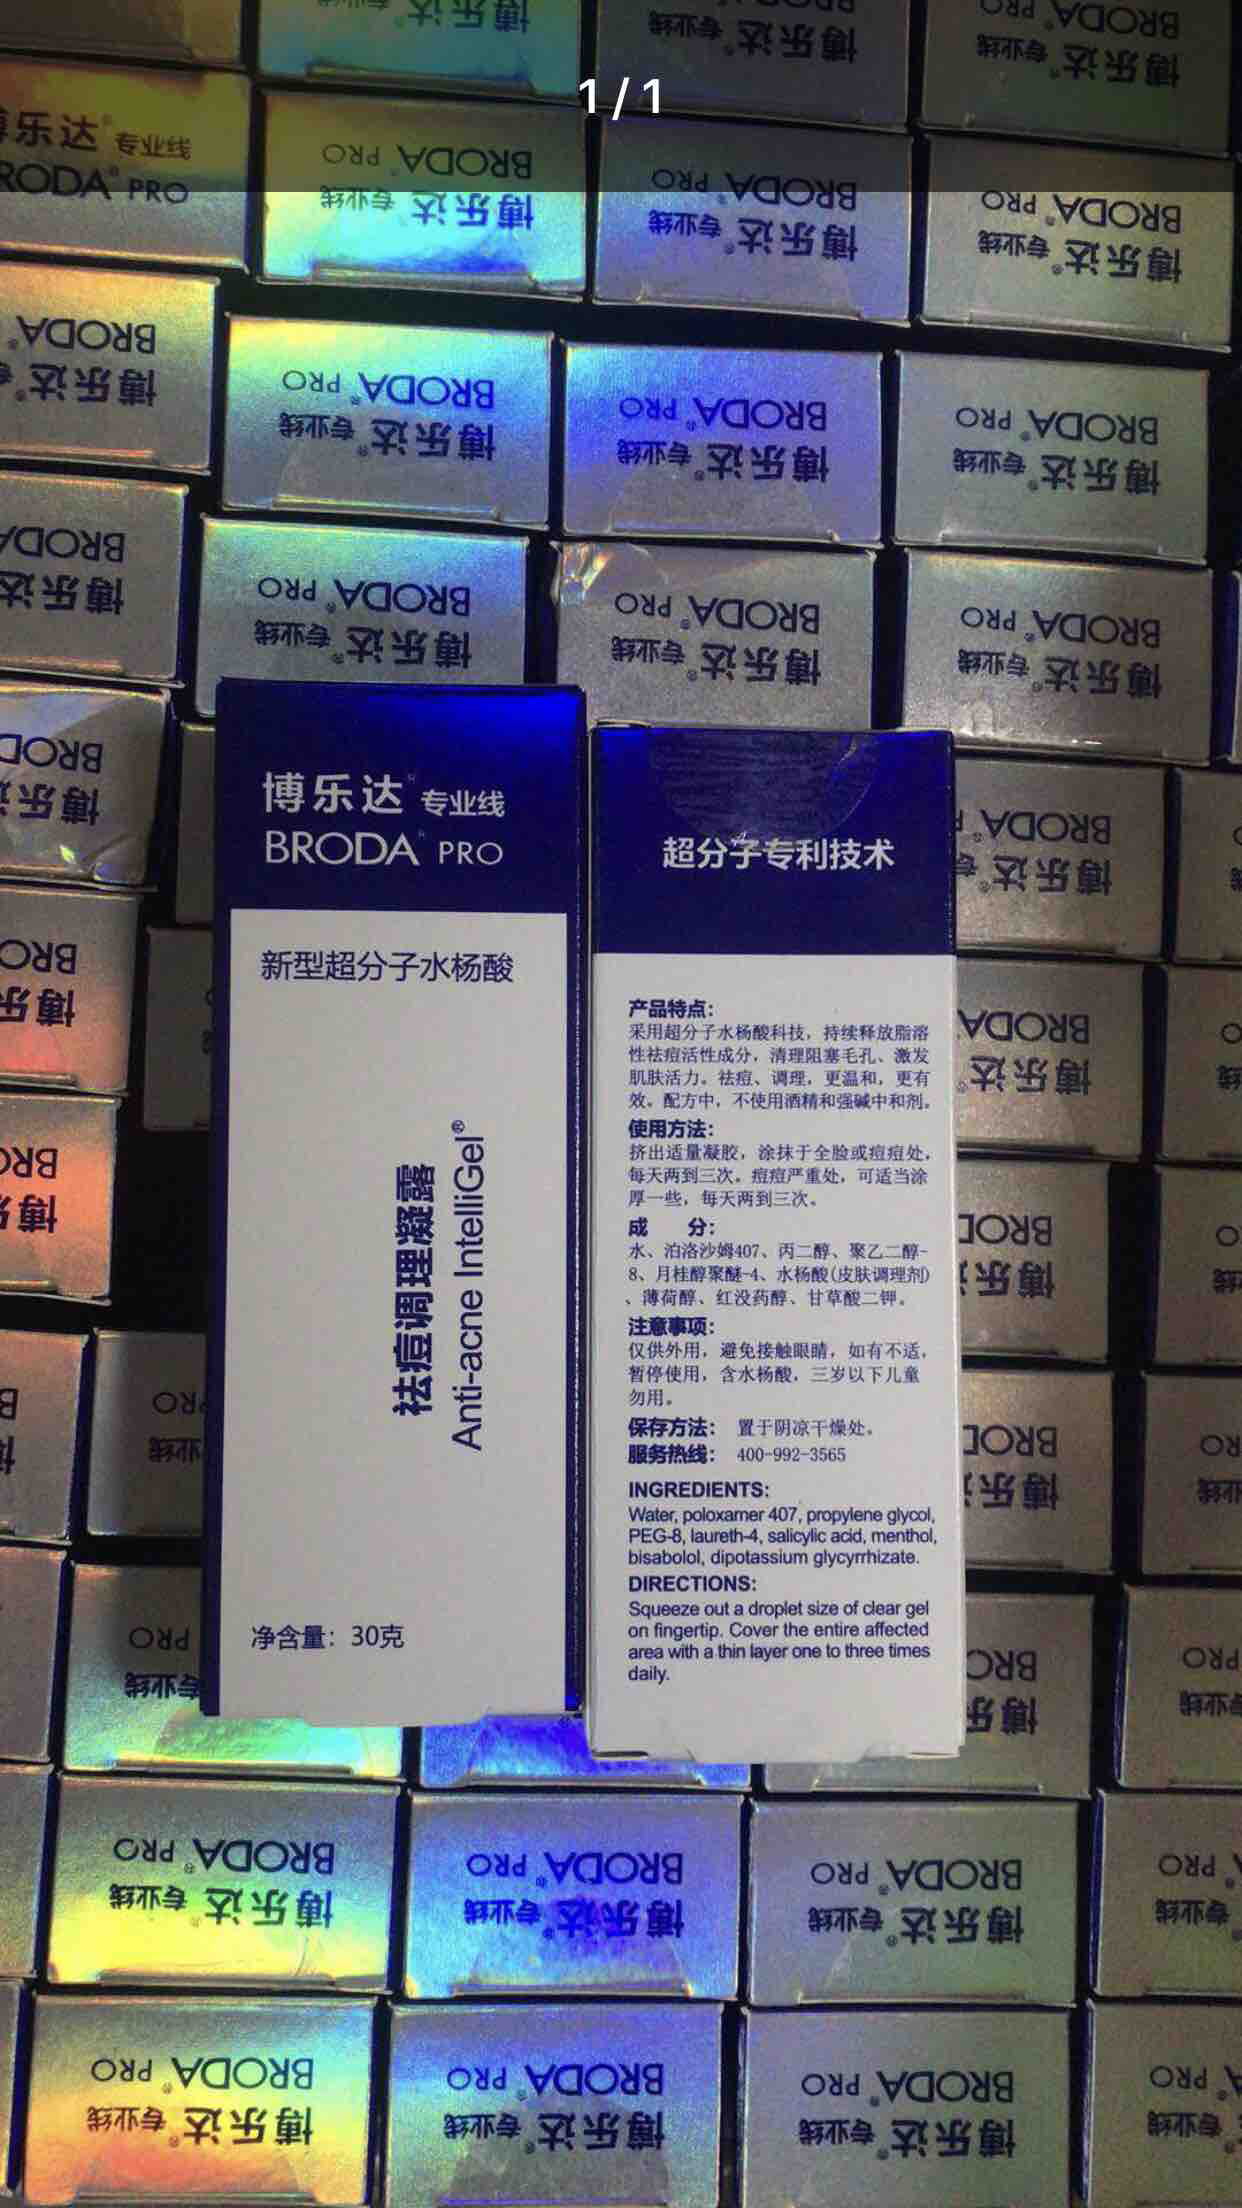 1 / 1
BRODA® PRO
博乐达® 专业线
博乐达® 专业线
BRODA® PRO
新型超分子水杨酸
祛痘调理凝露
Anti-acne IntelliGel®
净含量：30克
超分子专利技术
产品特点：
采用超分子水杨酸科技，持续释放脂溶
性祛痘活性成分，清理阻塞毛孔、激发
肌肤活力。祛痘、调理，更温和，更有
效。配方中，不使用酒精和强碱中和剂。
使用方法：
挤出适量凝胶，涂抹于全脸或痘痘处，
每天两到三次。痘痘严重处，可适当涂
厚一些，每天两到三次。
成 分：
水、泊洛沙姆407、丙二醇、聚乙二醇-
8、月桂醇聚醚-4、水杨酸(皮肤调理剂)
、薄荷醇、红没药醇、甘草酸二钾。
注意事项：
仅供外用，避免接触眼睛，如有不适，
暂停使用，含水杨酸，三岁以下儿童
勿用。
保存方法： 置于阴凉干燥处。
服务热线： 400-992-3565
INGREDIENTS:
Water, poloxamer 407, propylene glycol,
PEG-8, laureth-4, salicylic acid, menthol,
bisabolol, dipotassium glycyrrhizate.
DIRECTIONS:
Squeeze out a droplet size of clear gel
on fingertip. Cover the entire affected
area with a thin layer one to three times
daily.